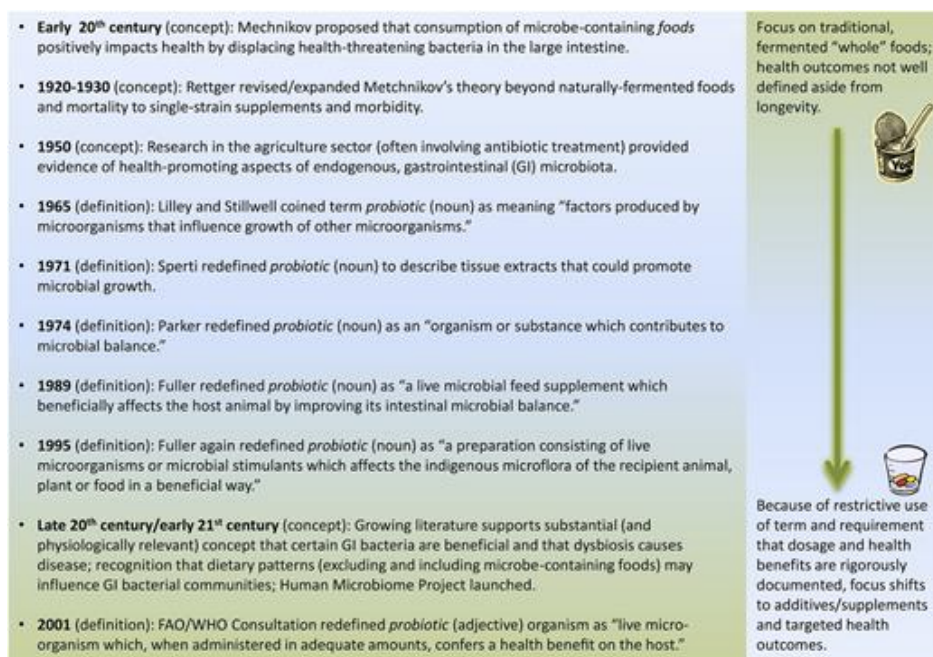 • Early 20th century (concept): Mechnikov proposed that consumption of microbe-containing foods
positively impacts health by displacing health-threatening bacteria in the large intestine.
• 1920-1930 (concept): Rettger revised/expanded Metchnikov's theory beyond naturally-fermented foods
and mortality to single-strain supplements and morbidity.
• 1950 (concept): Research in the agriculture sector (often involving antibiotic treatment) provided
evidence of health-promoting aspects of endogenous, gastrointestinal (GI) microbiota.
• 1965 (definition): Lilley and Stillwell coined term probiotic (noun) as meaning "factors produced by
microorganisms that influence growth of other microorganisms."
• 1971 (definition): Sperti redefined probiotic (noun) to describe tissue extracts that could promote
microbial growth.
• 1974 (definition): Parker redefined probiotic (noun) as an "organism or substance which contributes to
microbial balance."
• 1989 (definition): Fuller redefined probiotic (noun) as "a live microbial feed supplement which
beneficially affects the host animal by improving its intestinal microbial balance."
• 1995 (definition): Fuller again redefined probiotic (noun) as "a preparation consisting of live
microorganisms or microbial stimulants which affects the indigenous microflora of the recipient animal,
plant or food in a beneficial way."
• Late 20th century/early 21st century (concept): Growing literature supports substantial (and
physiologically relevant) concept that certain GI bacteria are beneficial and that dysbiosis causes
disease; recognition that dietary patterns (excluding and including microbe-containing foods) may
influence GI bacterial communities; Human Microbiome Project launched.
• 2001 (definition): FAO/WHO Consultation redefined probiotic (adjective) organism as "live micro-
organism which, when administered in adequate amounts, confers a health benefit on the host."
Focus on traditional,
fermented "whole" foods;
health outcomes not well
defined aside from
longevity.
Because of restrictive use
of term and requirement
that dosage and health
benefits are rigorously
documented, focus shifts
to additives/supplements
and targeted health
outcomes.